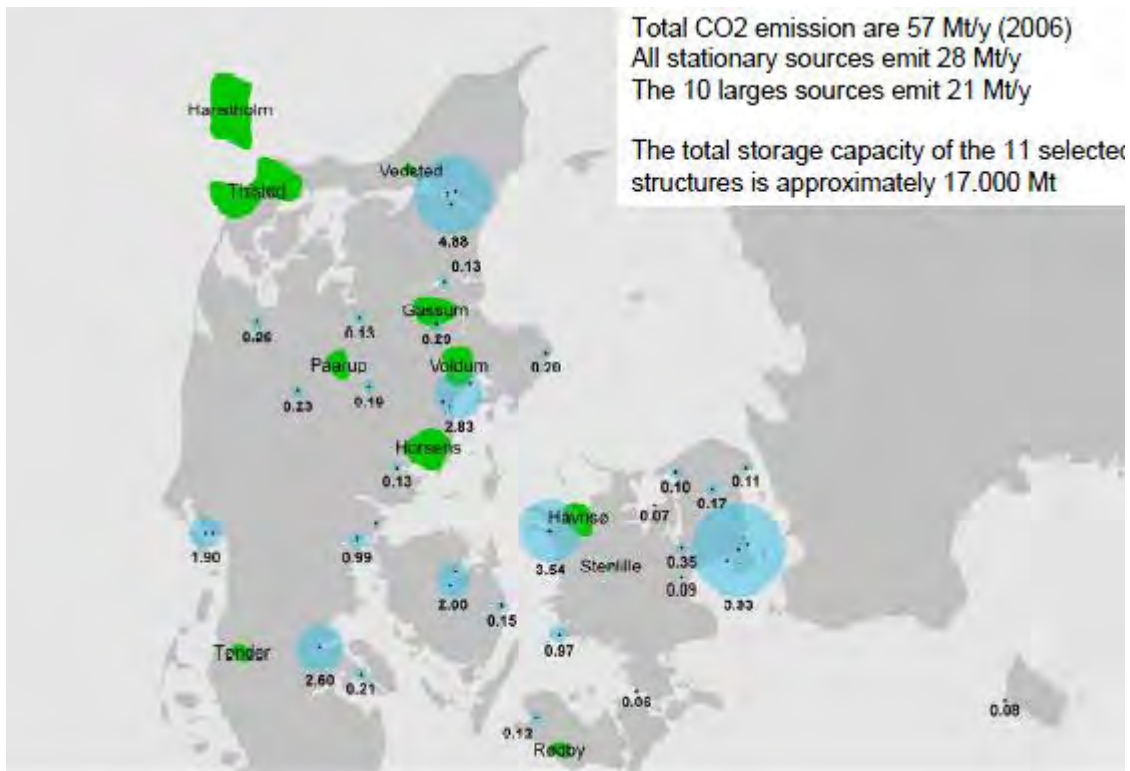 Total CO2 emission are 57 Mt/y (2006)
All stationary sources emit 28 Mt/y
The 10 larges sources emit 21 Mt/y
The total storage capacity of the 11 selected
structures is approximately 17.000 Mt
Hanstholm
Vedsted
Thisted
4.88
0.13
Gassum
0.26
0.13
0.20
Paarup
Voldum
0.20
0.23
0.19
2.83
Horsens
0.13
0.10
0.11
0.17
Havnsø
0.07
1.90
0.99
3.54
Stenlille
0.35
0.09
3.93
2.00
0.15
0.97
Tønder
2.60
0.21
0.06
0.08
Rødby